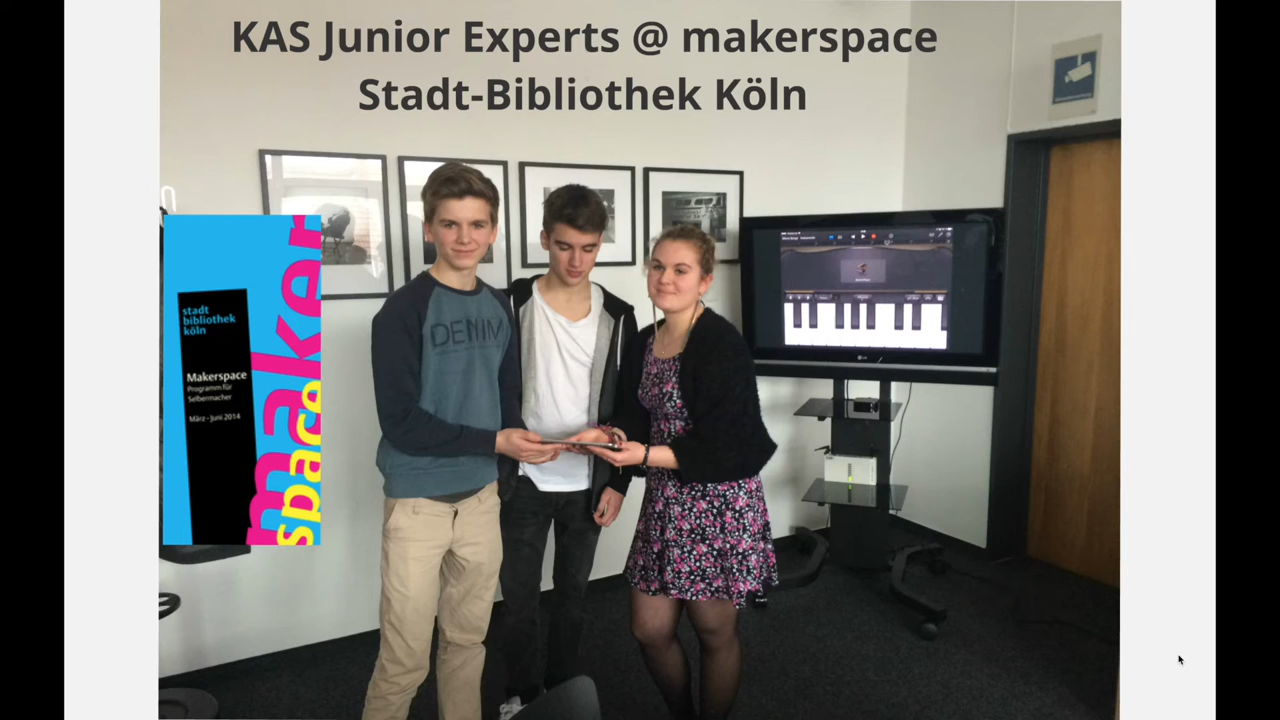 KAS Junior Experts @ makerspace
Stadt-Bibliothek Köln
DENIM
stadt
bibliothek
köln
Makerspace
Programm für
Selbermacher
März - Juni 2014
maker
space
LG